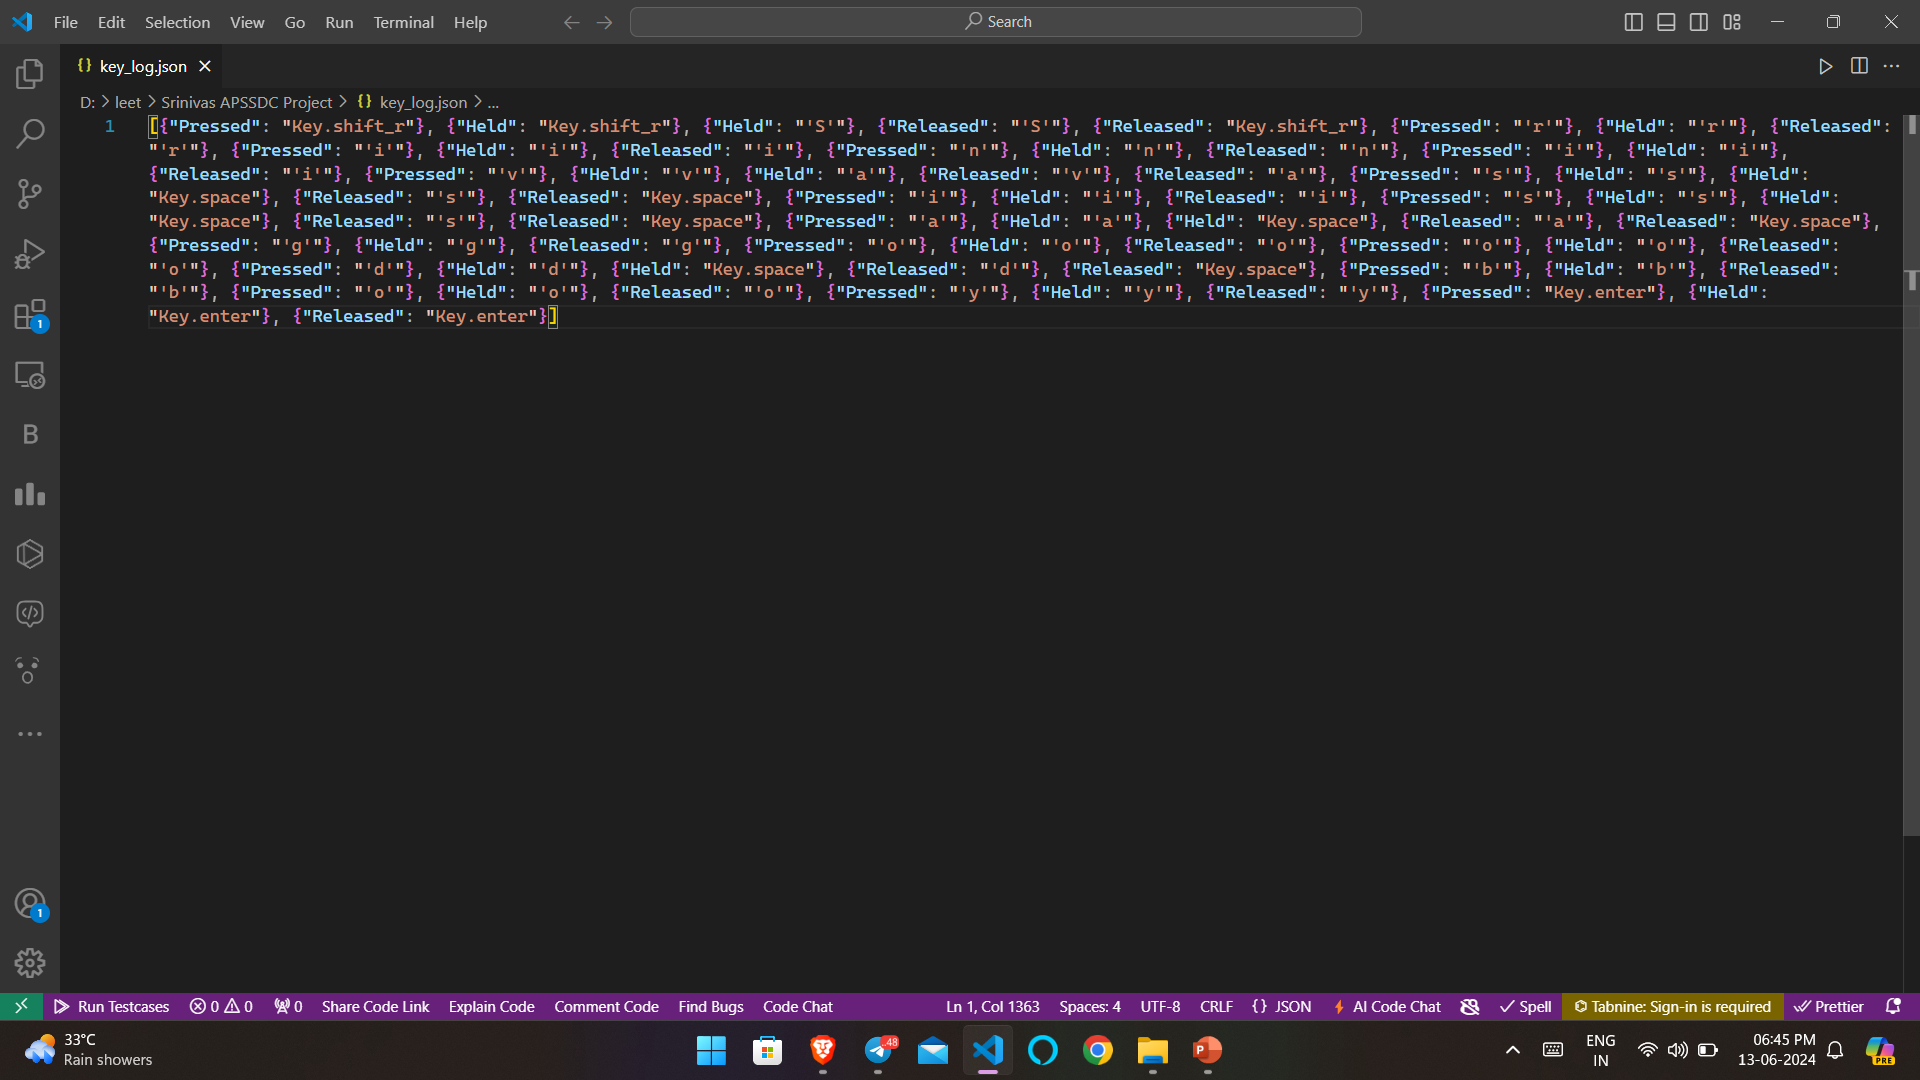 File Edit Selection View Go Run Terminal Help Search
{} key_log.json
D: > leet > Srinivas APSSDC Project > {} key_log.json > ...
1 [{"Pressed": "Key.shift_r"}, {"Held": "Key.shift_r"}, {"Held": "'S'"}, {"Released": "'S'"}, {"Released": "Key.shift_r"}, {"Pressed": "'r'"}, {"Held": "'r'"}, {"Released":
"'r'"}, {"Pressed": "'i'"}, {"Held": "'i'"}, {"Released": "'i'"}, {"Pressed": "'n'"}, {"Held": "'n'"}, {"Released": "'n'"}, {"Pressed": "'i'"}, {"Held": "'i'"},
{"Released": "'i'"}, {"Pressed": "'v'"}, {"Held": "'v'"}, {"Held": "'a'"}, {"Released": "'v'"}, {"Released": "'a'"}, {"Pressed": "'s'"}, {"Held": "'s'"}, {"Held":
"Key.space"}, {"Released": "'s'"}, {"Released": "Key.space"}, {"Pressed": "'i'"}, {"Held": "'i'"}, {"Released": "'i'"}, {"Pressed": "'s'"}, {"Held": "'s'"}, {"Held":
"Key.space"}, {"Released": "'s'"}, {"Released": "Key.space"}, {"Pressed": "'a'"}, {"Held": "'a'"}, {"Held": "Key.space"}, {"Released": "'a'"}, {"Released": "Key.space"},
{"Pressed": "'g'"}, {"Held": "'g'"}, {"Released": "'g'"}, {"Pressed": "'o'"}, {"Held": "'o'"}, {"Released": "'o'"}, {"Pressed": "'o'"}, {"Held": "'o'"}, {"Released":
"'o'"}, {"Pressed": "'d'"}, {"Held": "'d'"}, {"Held": "Key.space"}, {"Released": "'d'"}, {"Released": "Key.space"}, {"Pressed": "'b'"}, {"Held": "'b'"}, {"Released":
"'b'"}, {"Pressed": "'o'"}, {"Held": "'o'"}, {"Released": "'o'"}, {"Pressed": "'y'"}, {"Held": "'y'"}, {"Released": "'y'"}, {"Pressed": "Key.enter"}, {"Held":
"Key.enter"}, {"Released": "Key.enter"}]
1
B
1
Run Testcases 0 0 0 Share Code Link Explain Code Comment Code Find Bugs Code Chat Ln 1, Col 1363 Spaces: 4 UTF-8 CRLF {} JSON AI Code Chat Spell Tabnine: Sign-in is required Prettier
33°C
Rain showers
..48
P
ENG
IN
06:45 PM
13-06-2024
PRE